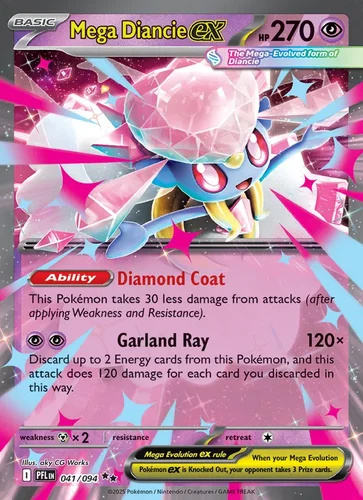 BASIC
Mega Diancie ex
HP 270
The Mega-Evolved form of
Diancie
Ability Diamond Coat
This Pokémon takes 30 less damage from attacks (after
applying Weakness and Resistance).
Garland Ray 120×
Discard up to 2 Energy cards from this Pokémon, and this
attack does 120 damage for each card you discarded in
this way.
weakness ×2 resistance retreat
Illus. aky CG Works
Mega Evolution ex rule When your Mega Evolution
Pokémon ex is Knocked Out, your opponent takes 3 Prize cards.
I PFL EN 041/094
©2025 Pokémon / Nintendo / Creatures / GAME FREAK